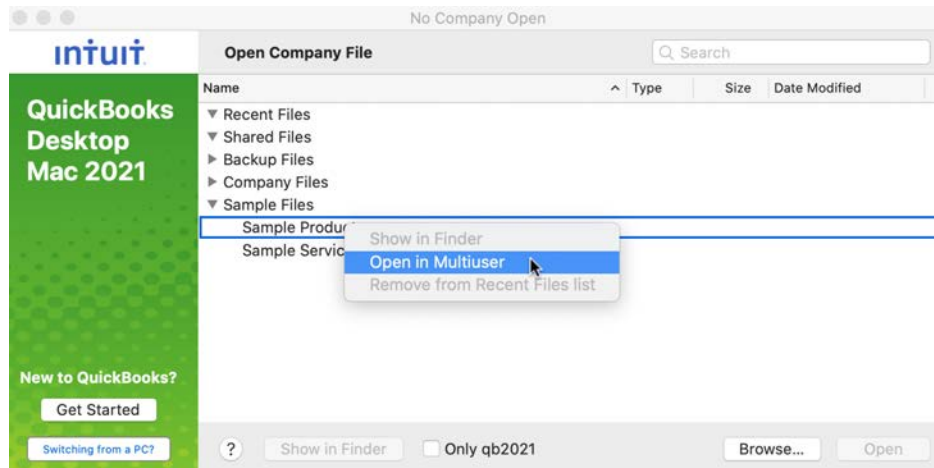 No Company Open
intuit
Open Company File
Search
QuickBooks
Desktop
Mac 2021
Name Type Size Date Modified
Recent Files
Shared Files
Backup Files
Company Files
Sample Files
Sample
Sample
Show in Finder
Open in Multiuser
Remove from Recent Files list
New to QuickBooks?
Get Started
Switching from a PC?
? Show in Finder Only qb2021 Browse... Open